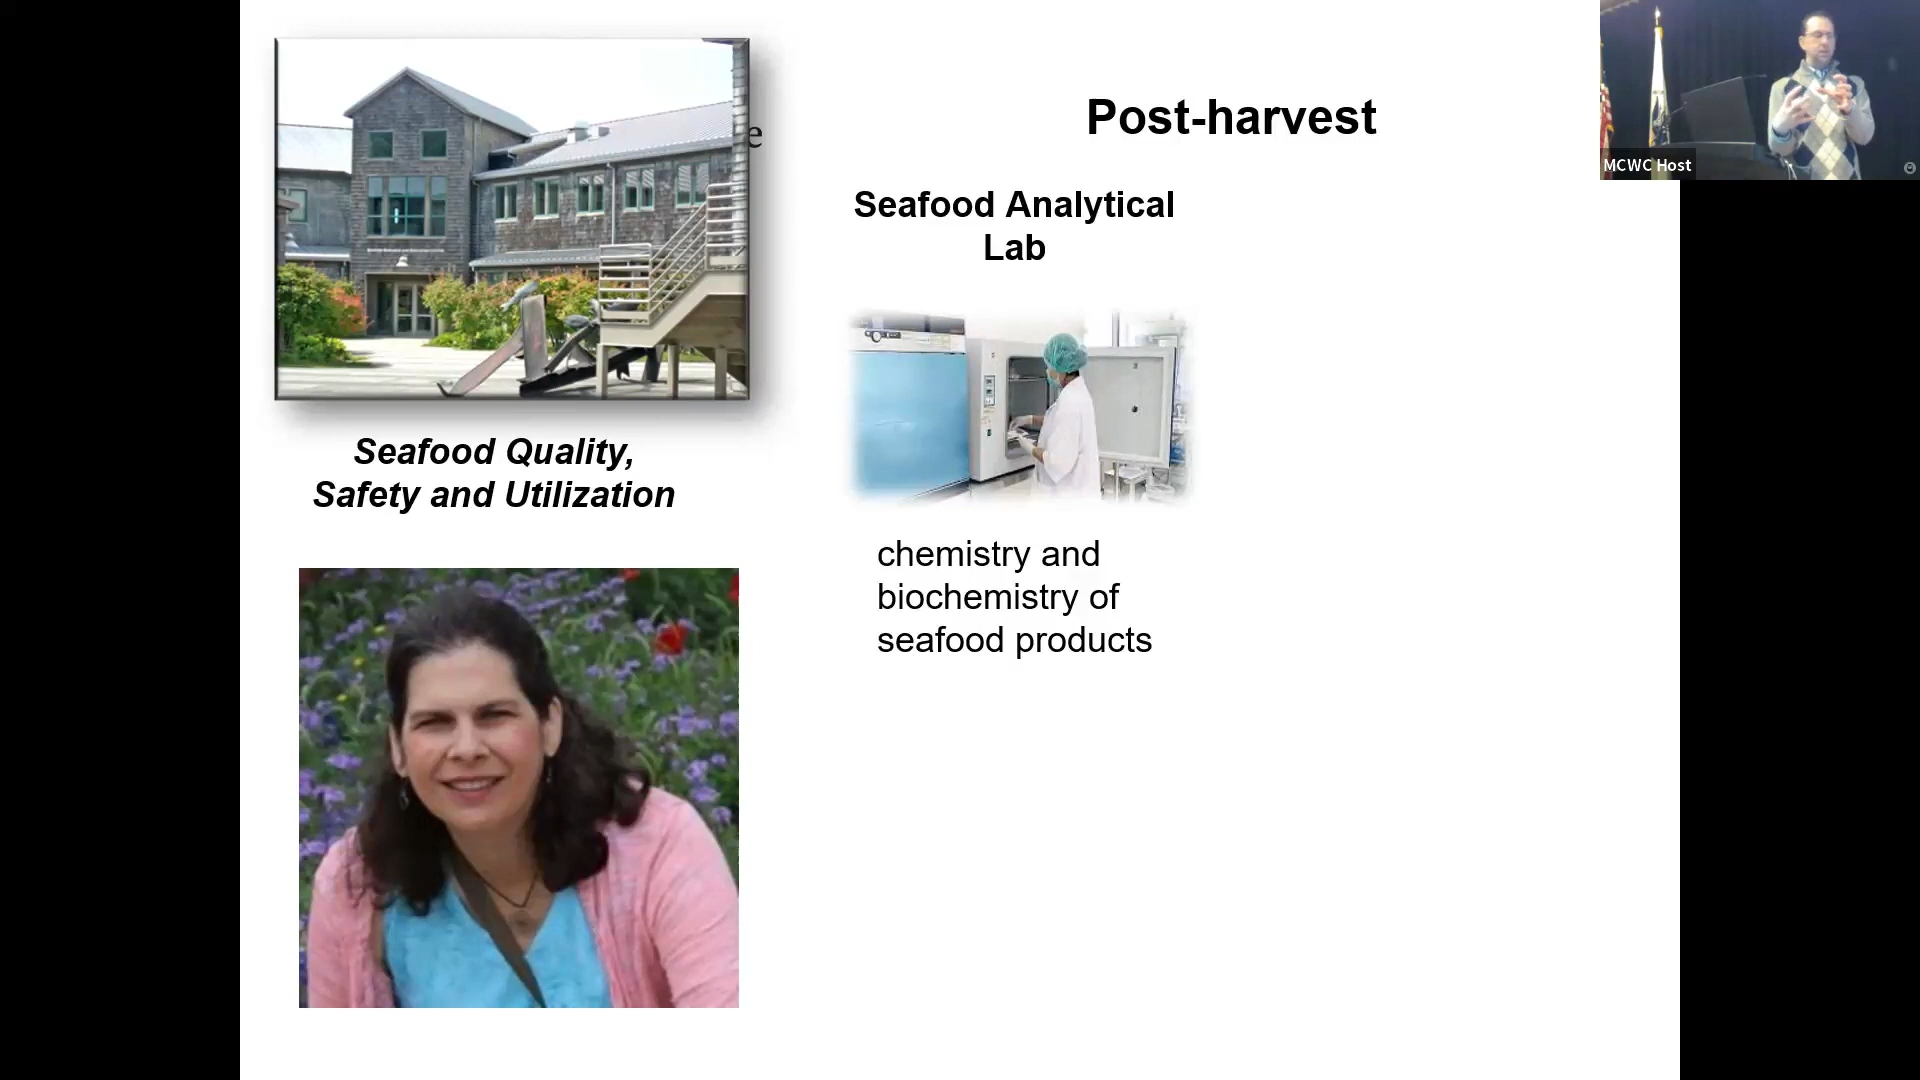 Post-harvest
e
Seafood Quality,
Safety and Utilization
Seafood Analytical
Lab
chemistry and
biochemistry of
seafood products
MCWC Host